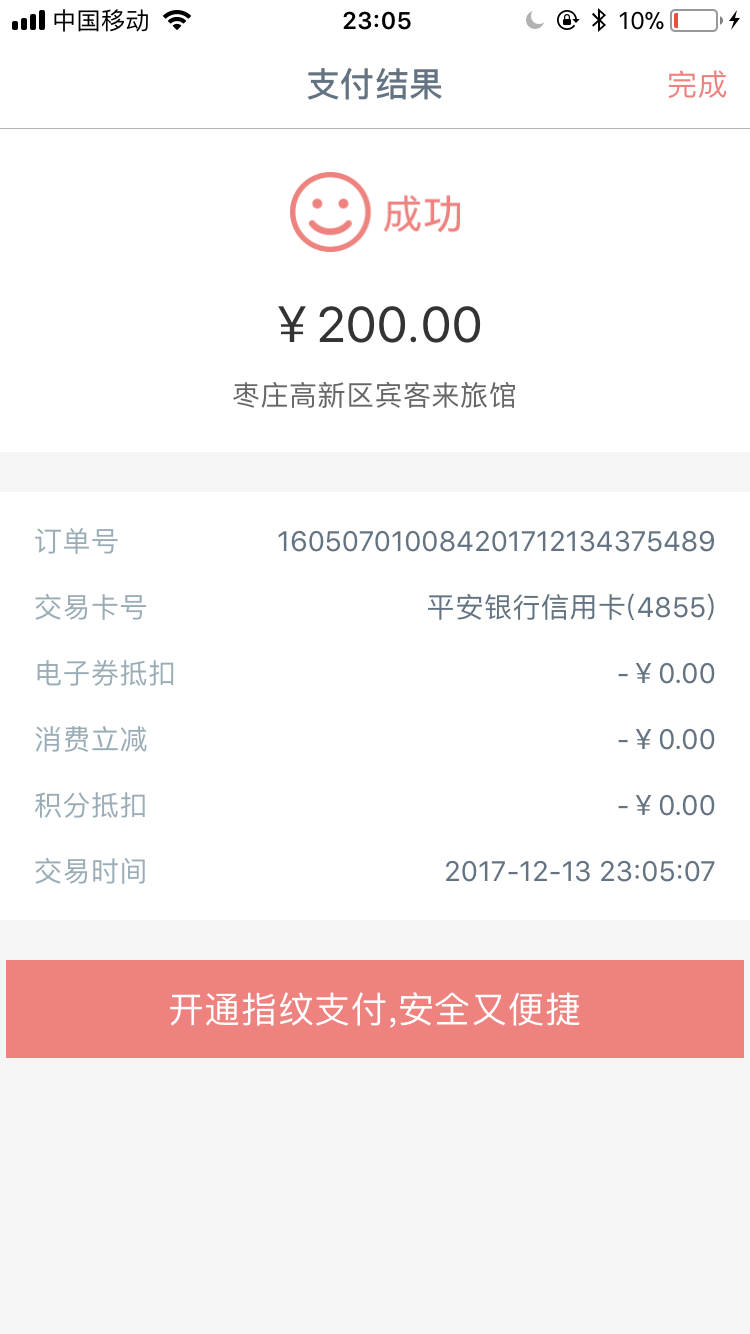 中国移动 23:05 10%
支付结果 完成
成功
¥200.00
枣庄高新区宾客来旅馆
订单号 160507010084201712134375489
交易卡号 平安银行信用卡(4855)
电子券抵扣 -¥0.00
消费立减 -¥0.00
积分抵扣 -¥0.00
交易时间 2017-12-13 23:05:07
开通指纹支付,安全又便捷